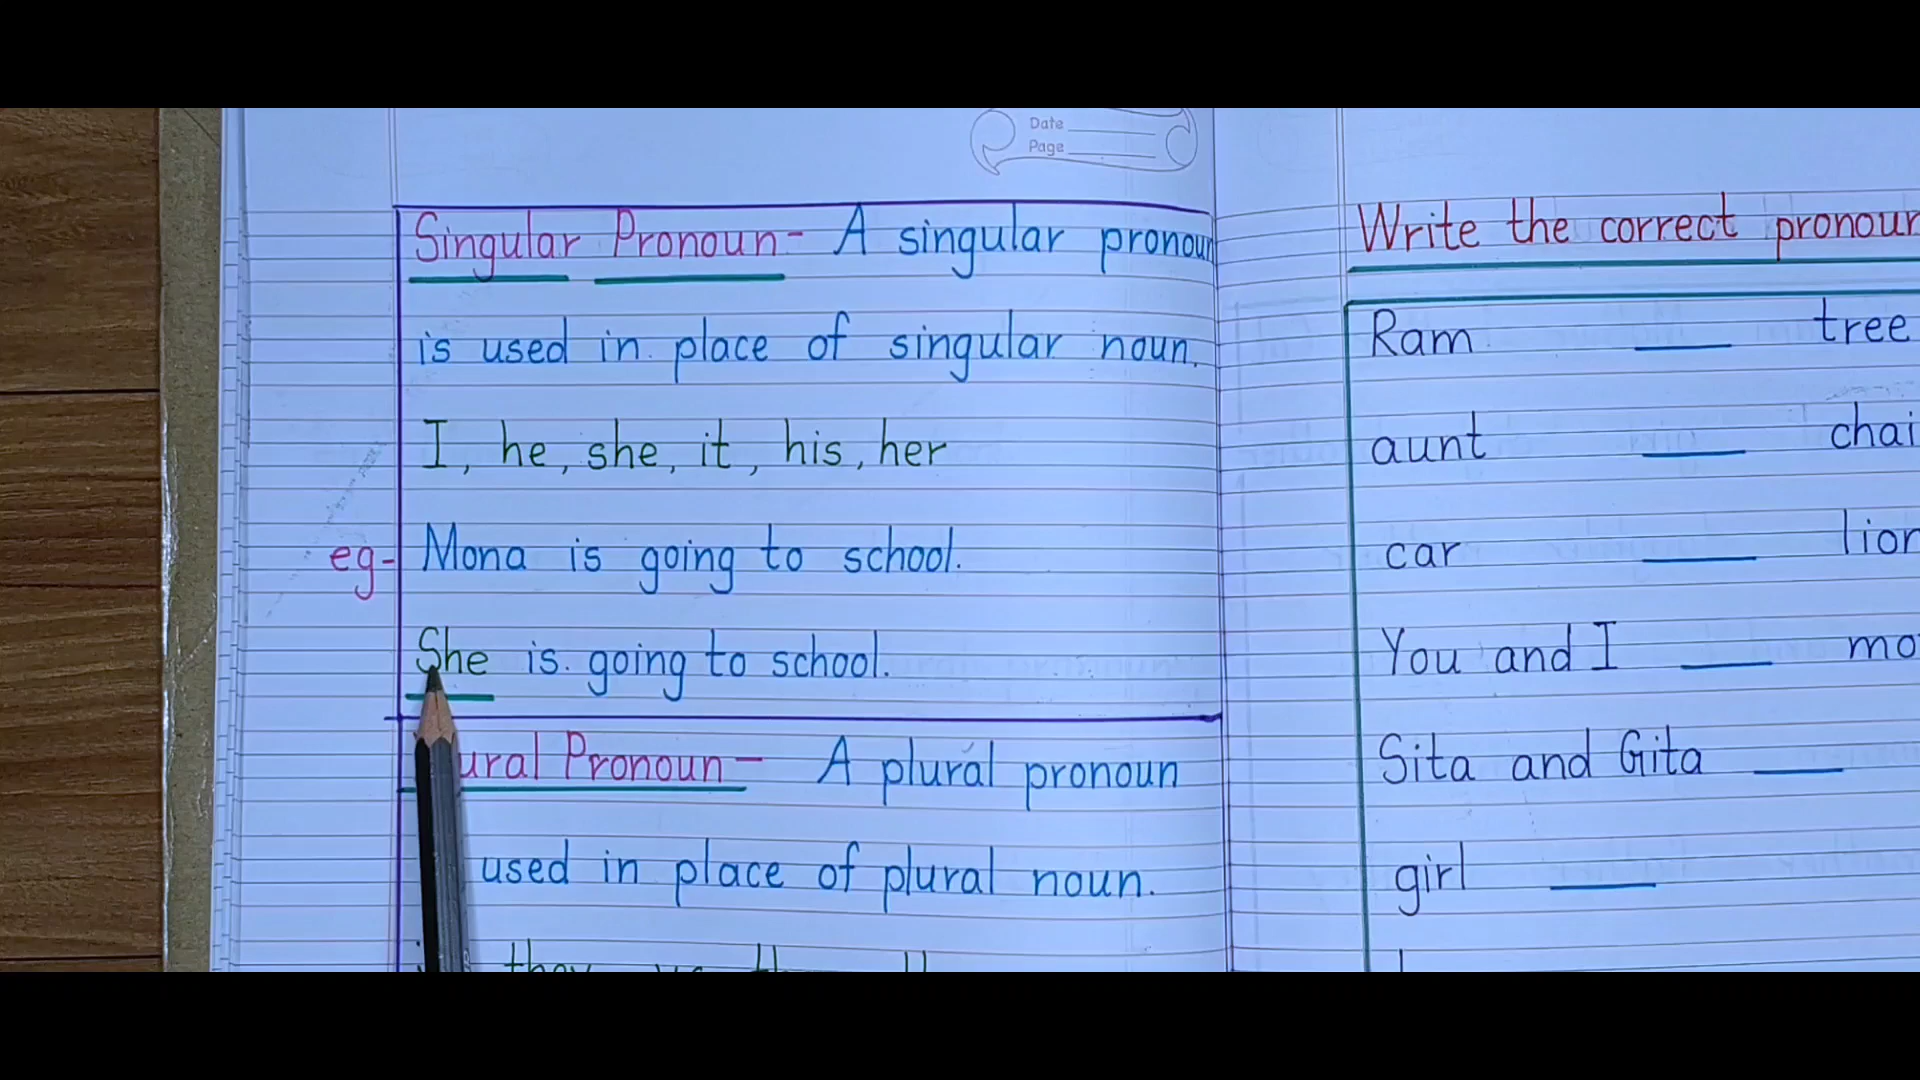 Date
Page
Singular Pronoun- A singular pronoun
is used in place of singular noun.
I, he, she, it, his, her
eg- Mona is going to school.
She is going to school.
Pronoun- A plural pronoun
used in place of plural noun.
Write the correct
Ram tree
aunt
car
You and I
Sita and Gita
girl